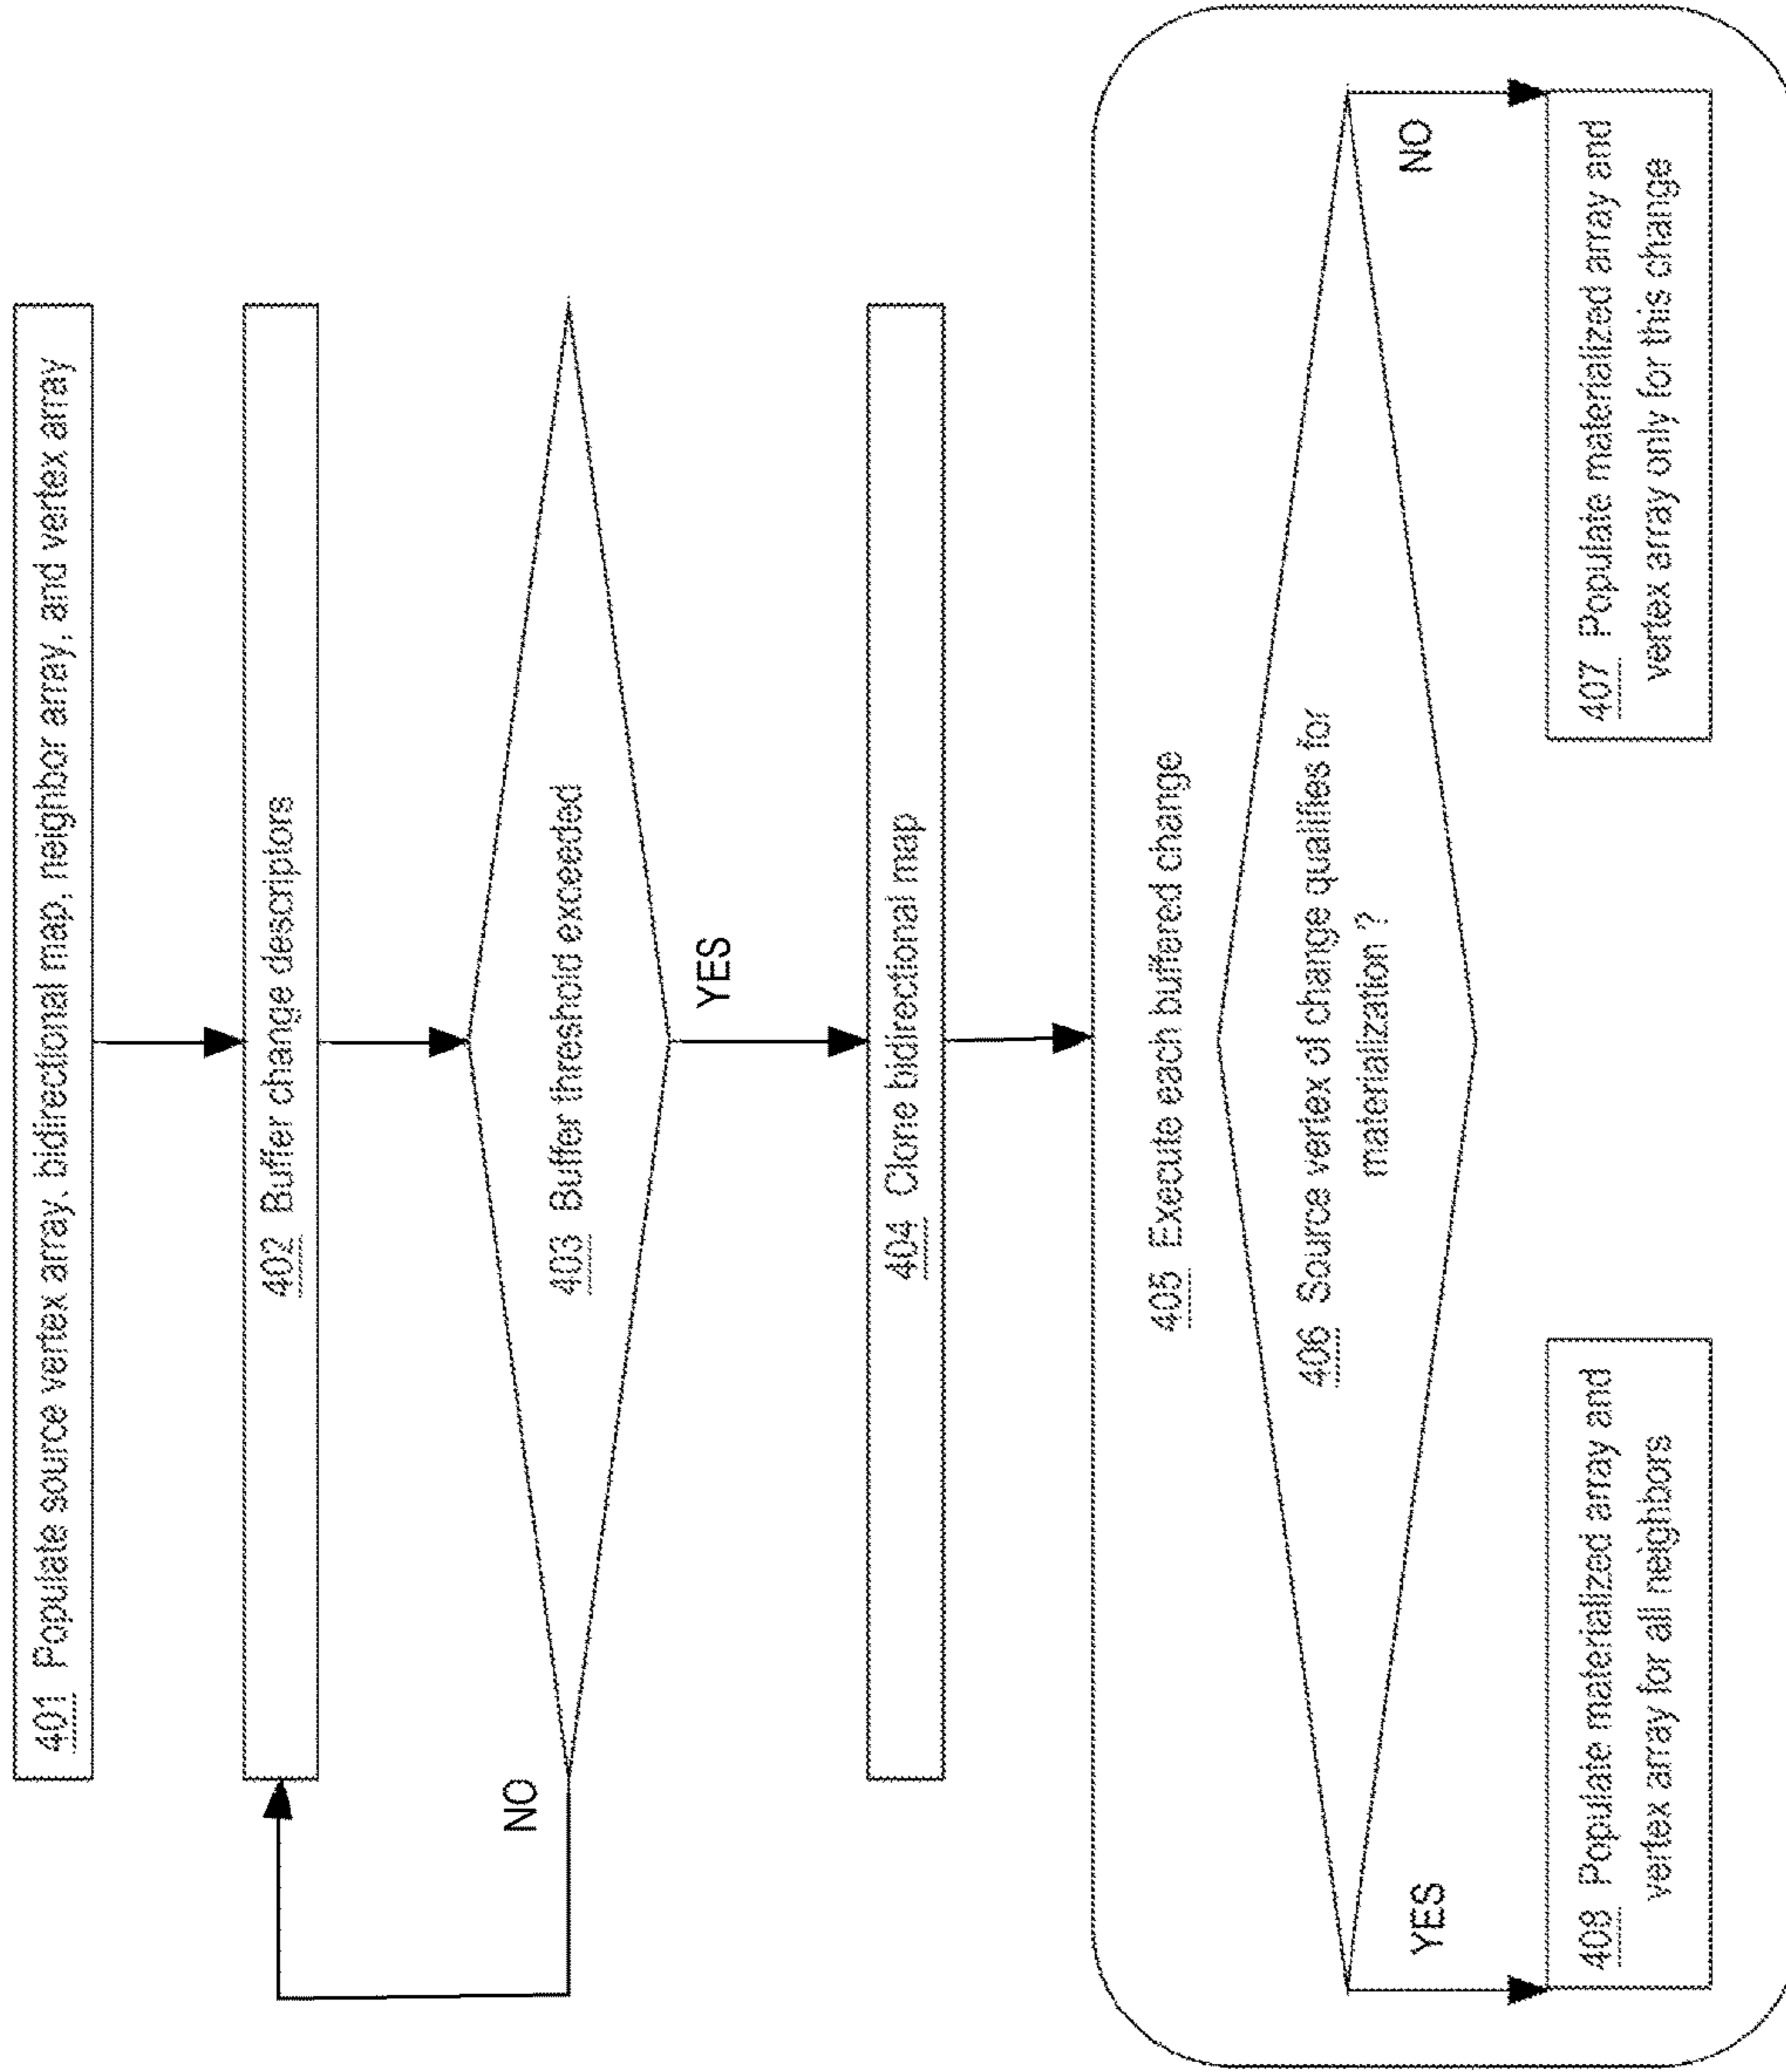 401 Populate source vertex array, bidirectional map, neighbor array, and vertex array
402 Buffer change descriptors
403 Buffer threshold exceeded
NO
YES
404 Clone bidirectional map
405 Execute each buffered change
406 Source vertex of change qualifies for
materialization ?
YES
NO
408 Populate materialized array and
vertex array for all neighbors
407 Populate materialized array and
vertex array only for this change